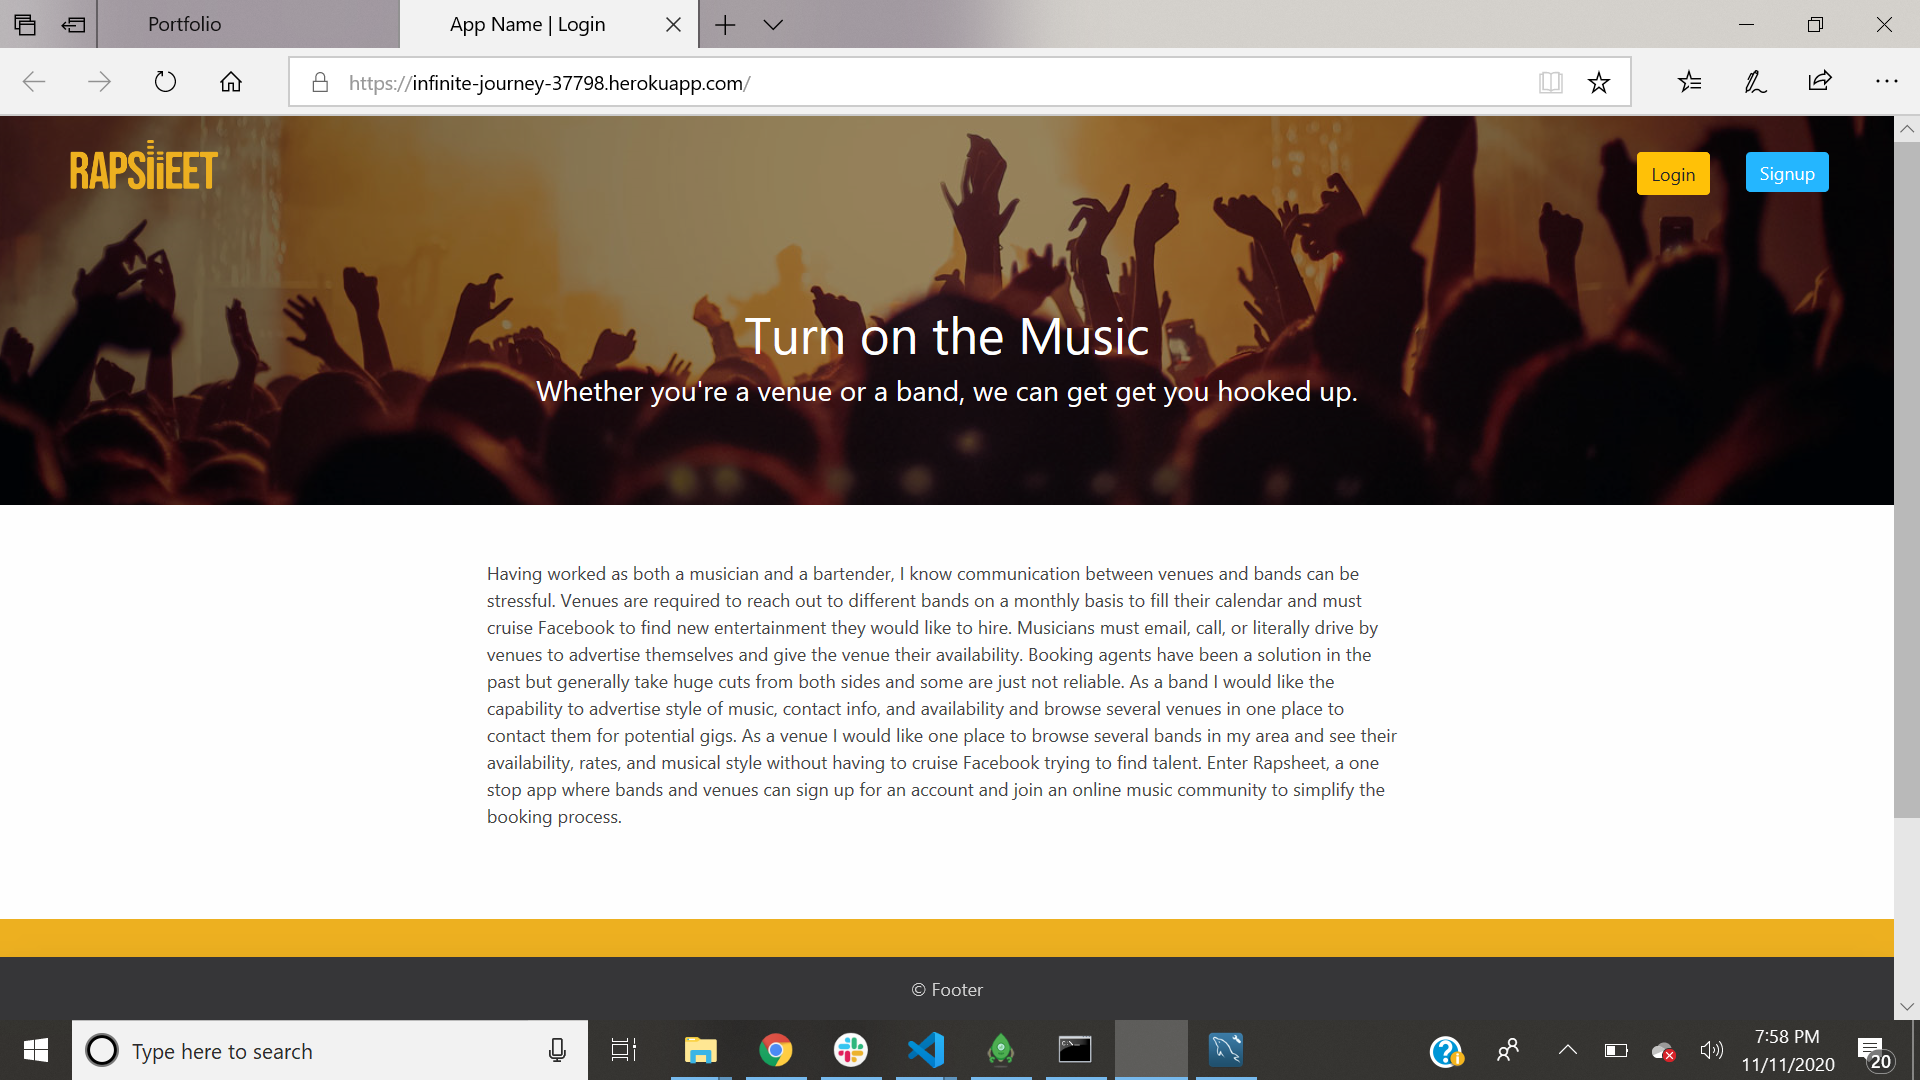 Portfolio
App Name | Login
https://infinite-journey-37798.herokuapp.com/
RAPSHEET
Login
Signup
Turn on the Music
Whether you're a venue or a band, we can get get you hooked up.
Having worked as both a musician and a bartender, I know communication between venues and bands can be
stressful. Venues are required to reach out to different bands on a monthly basis to fill their calendar and must
cruise Facebook to find new entertainment they would like to hire. Musicians must email, call, or literally drive by
venues to advertise themselves and give the venue their availability. Booking agents have been a solution in the
past but generally take huge cuts from both sides and some are just not reliable. As a band I would like the
capability to advertise style of music, contact info, and availability and browse several venues in one place to
contact them for potential gigs. As a venue I would like one place to browse several bands in my area and see their
availability, rates, and musical style without having to cruise Facebook trying to find talent. Enter Rapsheet, a one
stop app where bands and venues can sign up for an account and join an online music community to simplify the
booking process.
© Footer
Type here to search
7:58 PM
11/11/2020
20